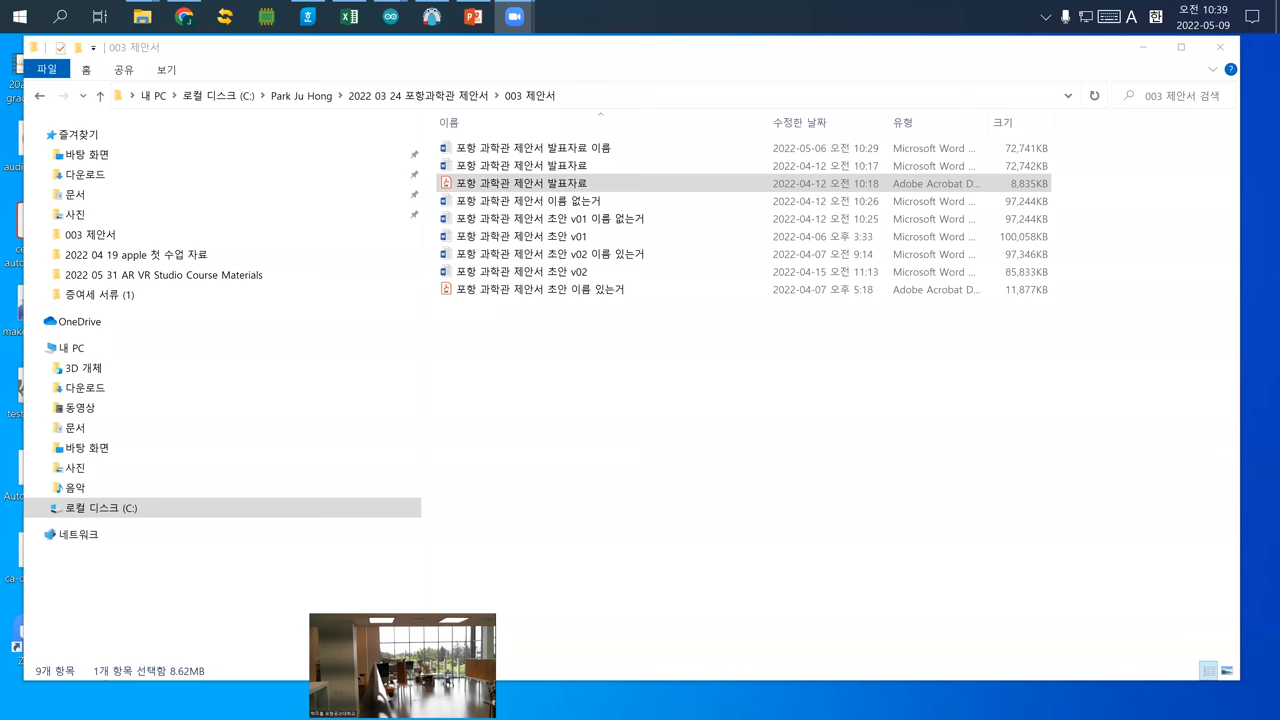 오전 10:39
A
한
2022-05-09
003 제안서
파일
홈
공유
보기
내 PC > 로컬 디스크 (C:) > Park Ju Hong > 2022 03 24 포항과학관 제안서 > 003 제안서
003 제안서 검색
이름 수정한 날짜 유형 크기
즐겨찾기
바탕 화면
다운로드
문서
사진
003 제안서
2022 04 19 apple 첫 수업 자료
2022 05 31 AR VR Studio Course Materials
증여세 서류 (1)
OneDrive
내 PC
3D 개체
다운로드
동영상
문서
바탕 화면
사진
음악
로컬 디스크 (C:)
네트워크
포항 과학관 제안서 발표자료 이름 2022-05-06 오전 10:29 Microsoft Word ... 72,741KB
포항 과학관 제안서 발표자료 2022-04-12 오전 10:17 Microsoft Word ... 72,742KB
포항 과학관 제안서 발표자료 2022-04-12 오전 10:18 Adobe Acrobat D... 8,835KB
포항 과학관 제안서 이름 없는거 2022-04-12 오전 10:26 Microsoft Word ... 97,244KB
포항 과학관 제안서 초안 v01 이름 없는거 2022-04-12 오전 10:25 Microsoft Word ... 97,244KB
포항 과학관 제안서 초안 v01 2022-04-06 오후 3:33 Microsoft Word ... 100,058KB
포항 과학관 제안서 초안 v02 이름 있는거 2022-04-07 오전 9:14 Microsoft Word ... 97,346KB
포항 과학관 제안서 초안 v02 2022-04-15 오전 11:13 Microsoft Word ... 85,833KB
포항 과학관 제안서 초안 이름 있는거 2022-04-07 오후 5:18 Adobe Acrobat D... 11,877KB
9개 항목 1개 항목 선택함 8.62MB
박주홍 포항공과대학교